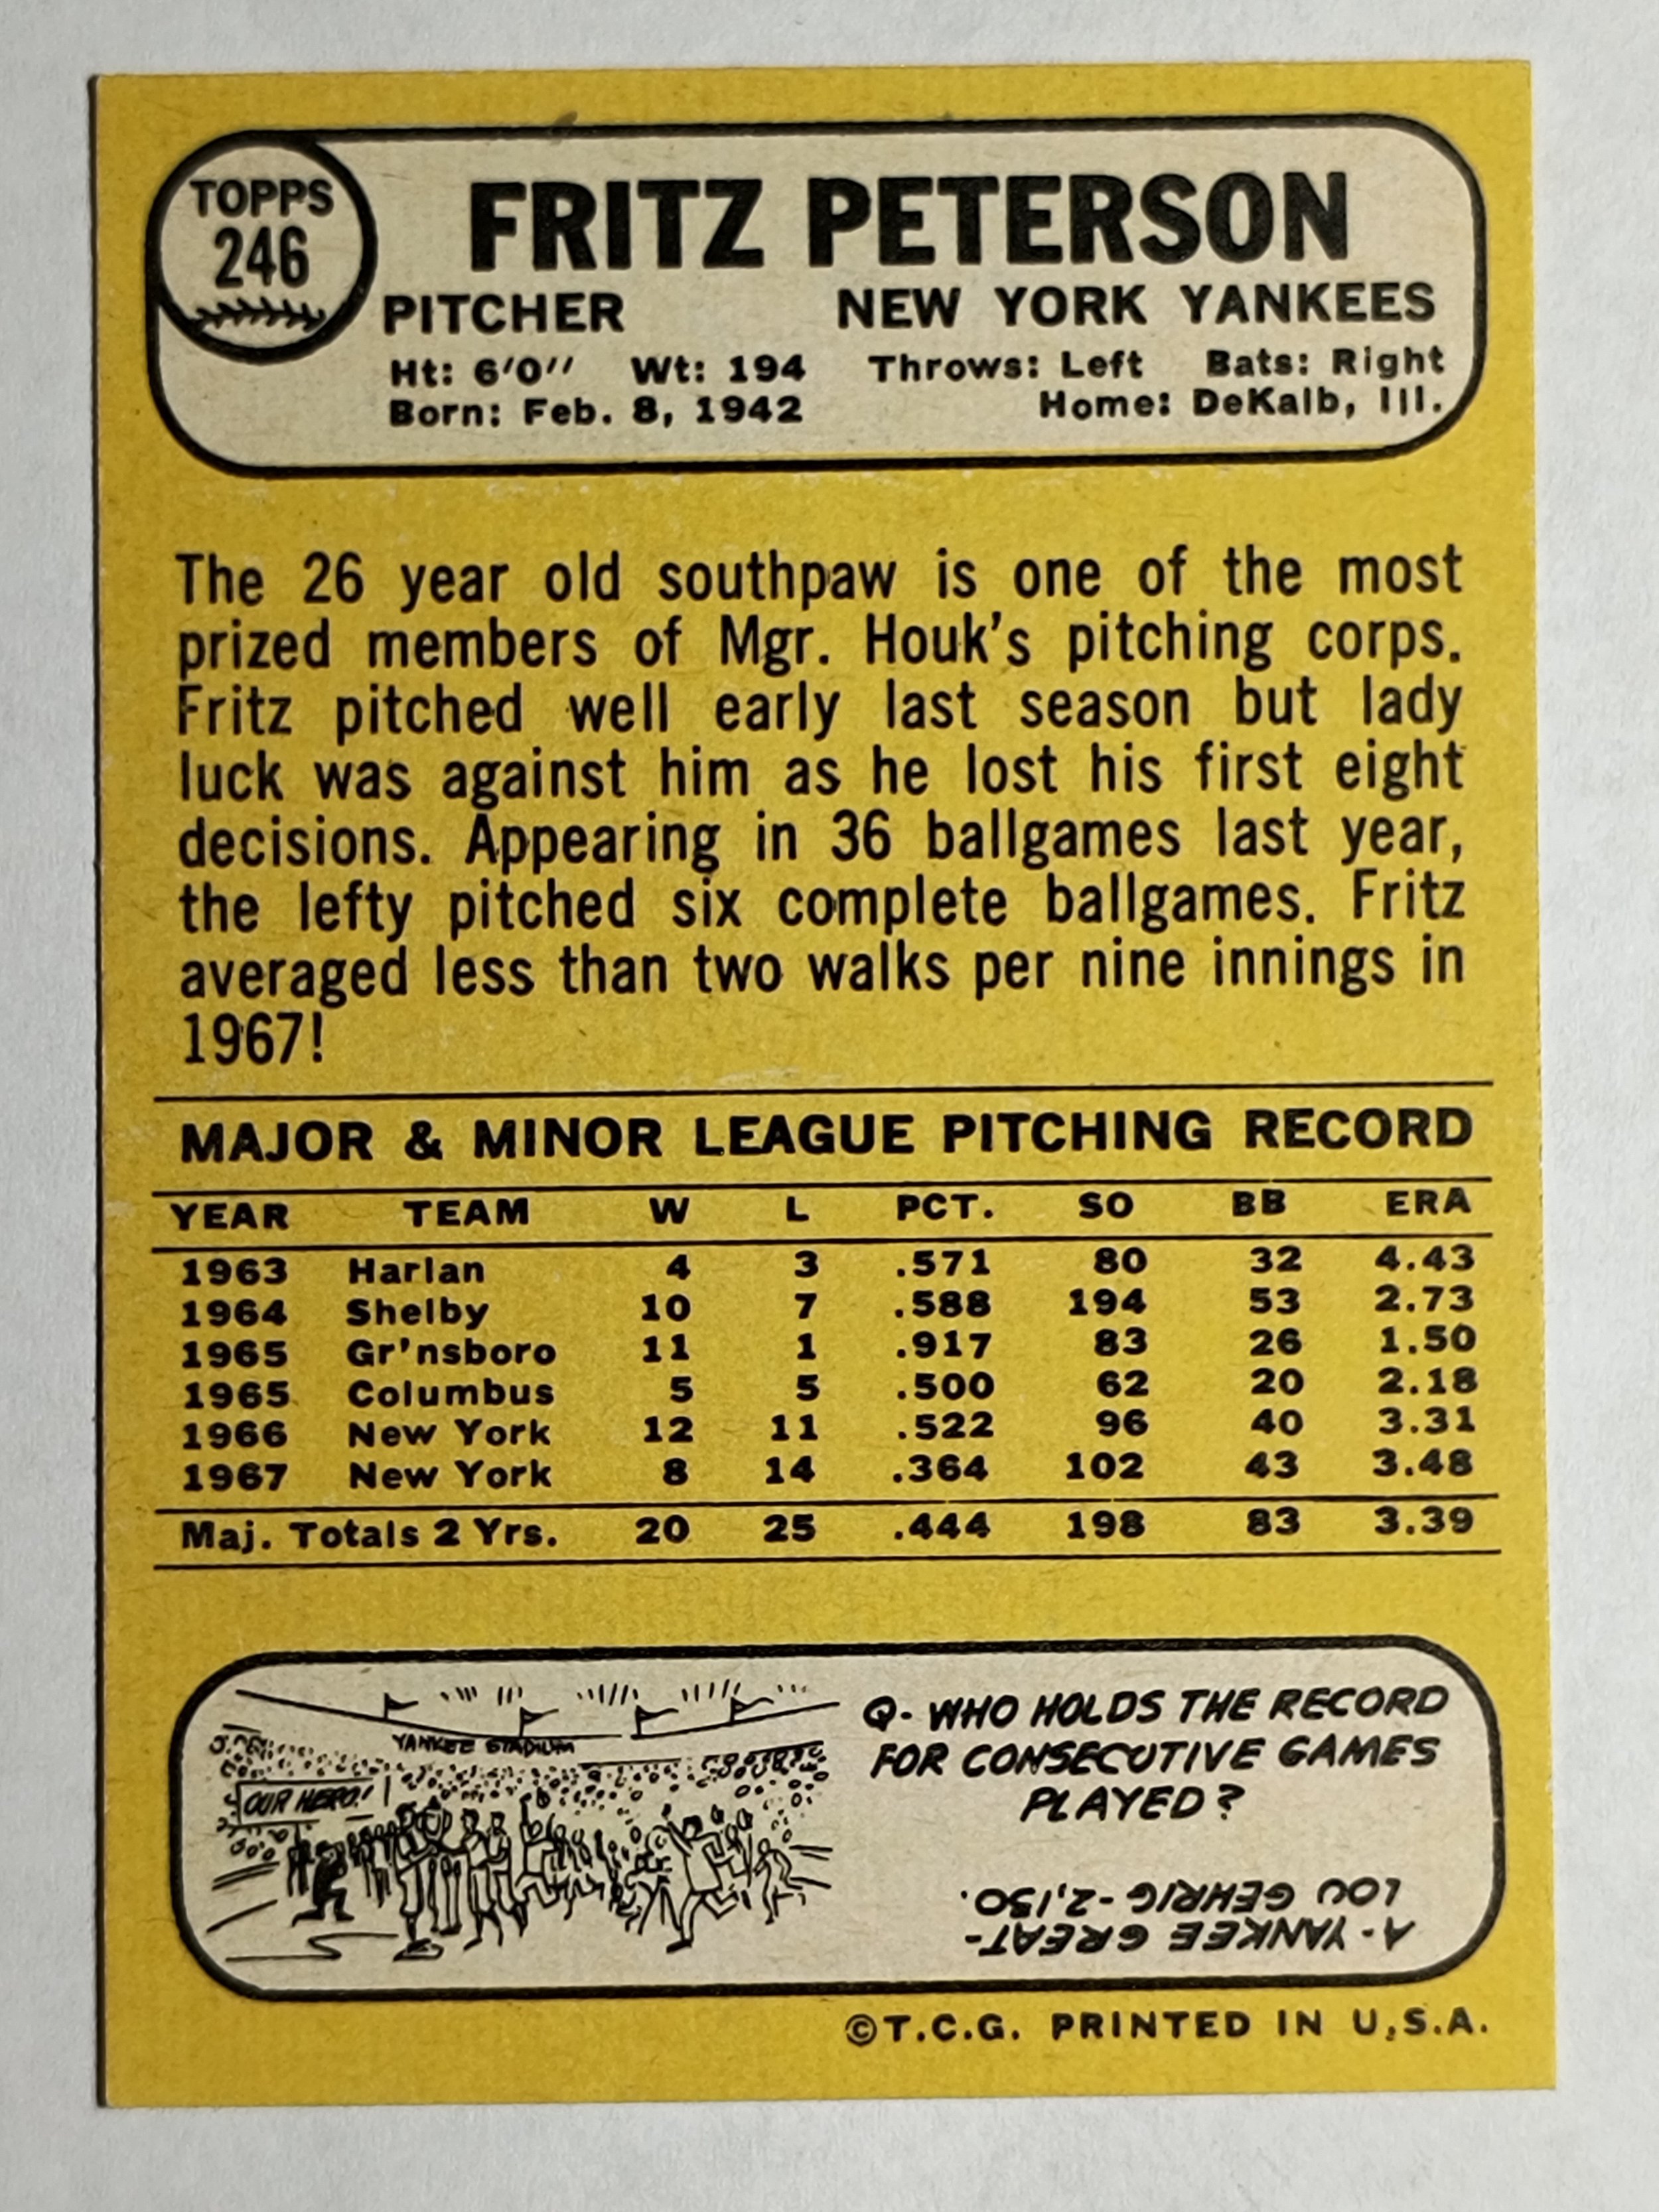 TOPPS
246
FRITZ PETERSON
PITCHER NEW YORK YANKEES
Ht: 6'0" Wt: 194 Throws: Left Bats: Right
Born: Feb. 8, 1942 Home: DeKalb, Ill.
The 26 year old southpaw is one of the most
prized members of Mgr. Houk's pitching corps.
Fritz pitched well early last season but lady
luck was against him as he lost his first eight
decisions. Appearing in 36 ballgames last year,
the lefty pitched six complete ballgames. Fritz
averaged less than two walks per nine innings in
1967!
MAJOR & MINOR LEAGUE PITCHING RECORD
YEAR TEAM W L PCT. SO BB ERA
1963 Harlan 4 3 .571 80 32 4.43
1964 Shelby 10 7 .588 194 53 2.73
1965 Gr'nsboro 11 1 .917 83 26 1.50
1965 Columbus 5 5 .500 62 20 2.18
1966 New York 12 11 .522 96 40 3.31
1967 New York 8 14 .364 102 43 3.48
Maj. Totals 2 Yrs. 20 25 .444 198 83 3.39
YANKEE STADIUM
OUR HERO!
Q- WHO HOLDS THE RECORD
FOR CONSECUTIVE GAMES
PLAYED?
A- YANKEE GREAT-
LOU GEHRIG-2,130.
©T.C.G. PRINTED IN U.S.A.